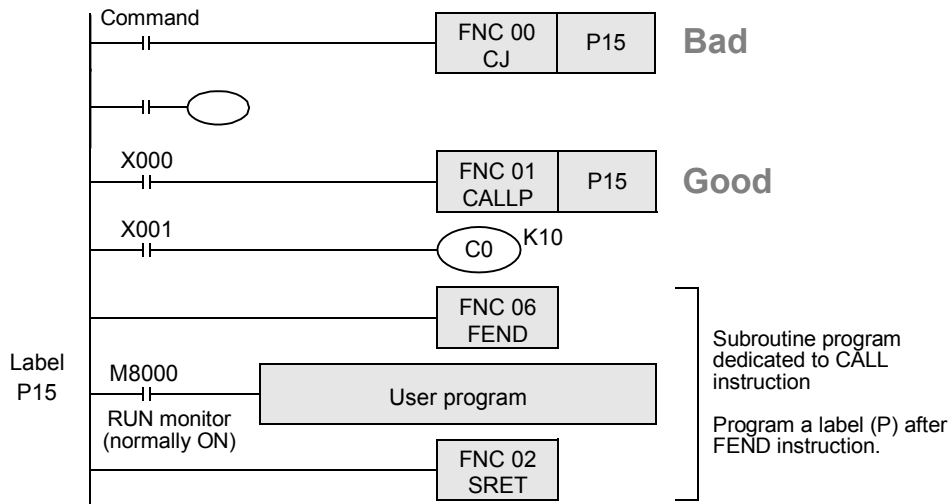 Command
FNC 00
CJ
P15
Bad
X000
FNC 01
CALLP
P15
Good
X001
C0
K10
FNC 06
FEND
Label
P15
M8000
RUN monitor
(normally ON)
User program
FNC 02
SRET
Subroutine program
dedicated to CALL
instruction
Program a label (P) after
FEND instruction.